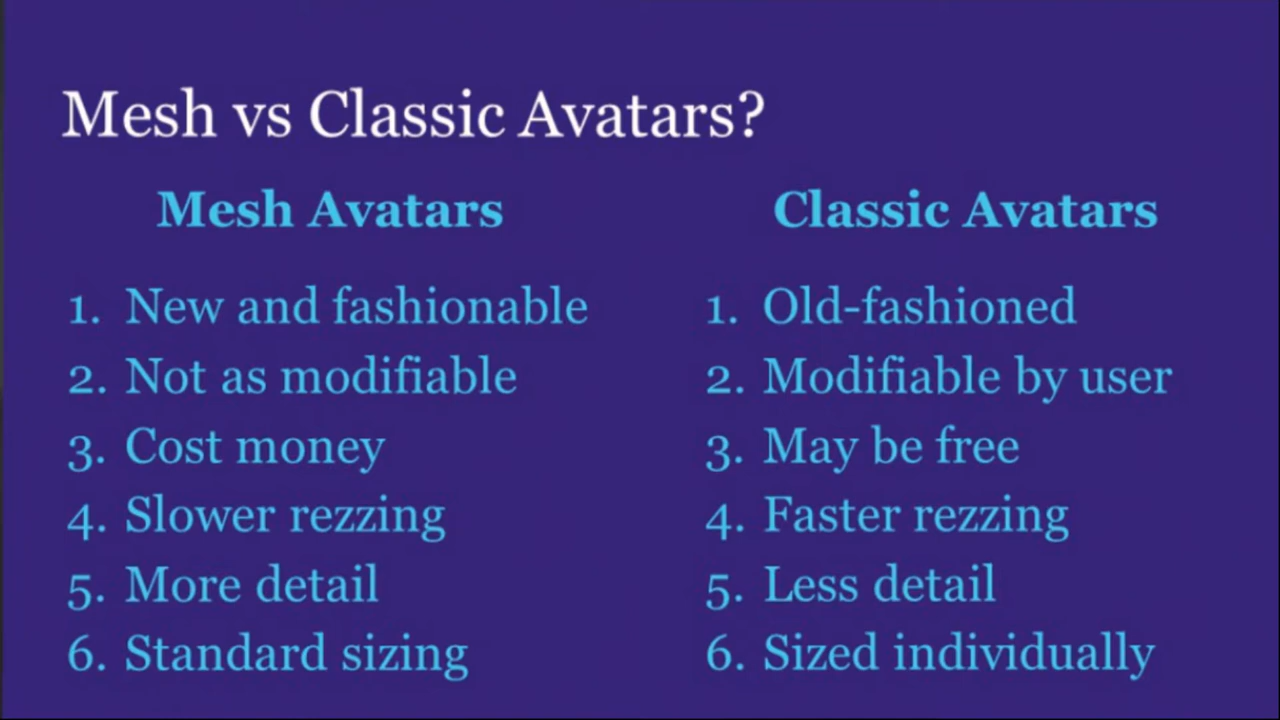 Mesh vs Classic Avatars?
Mesh Avatars
1. New and fashionable
2. Not as modifiable
3. Cost money
4. Slower rezzing
5. More detail
6. Standard sizing
Classic Avatars
1. Old-fashioned
2. Modifiable by user
3. May be free
4. Faster rezzing
5. Less detail
6. Sized individually